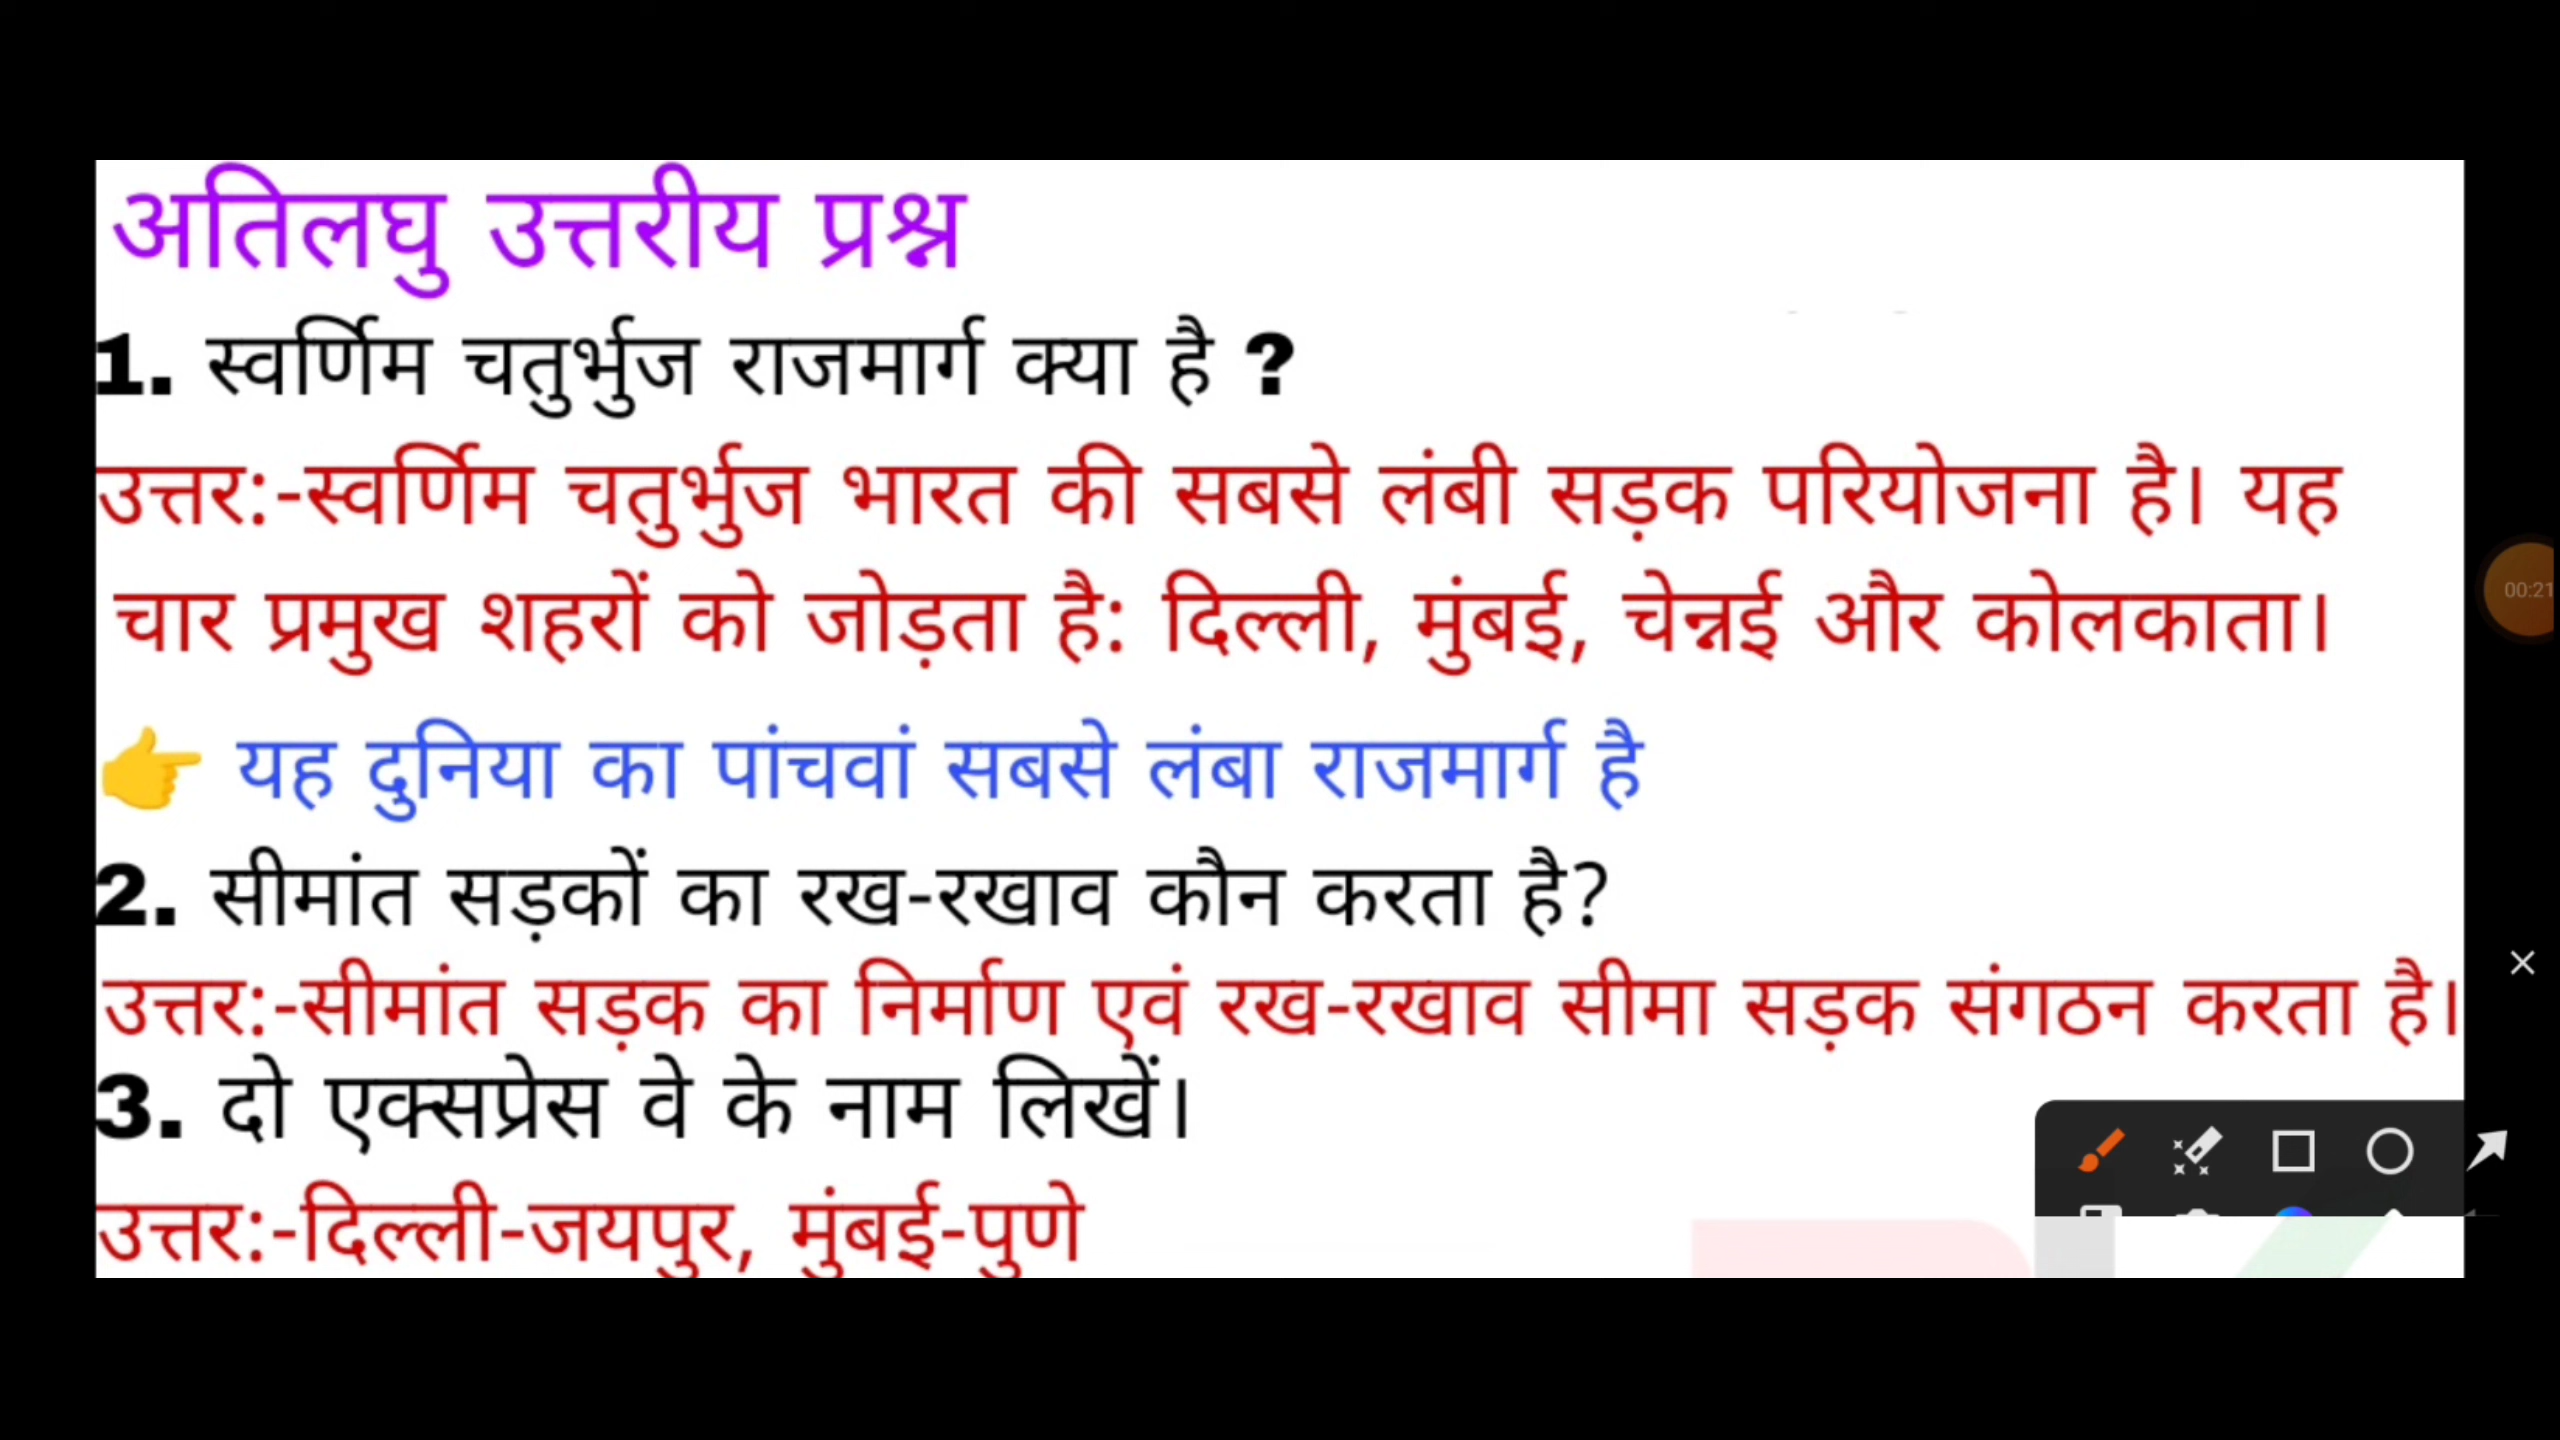 अतिलघु उत्तरीय प्रश्न
1. स्वर्णिम चतुर्भुज राजमार्ग क्या है ?
उत्तर:-स्वर्णिम चतुर्भुज भारत की सबसे लंबी सड़क परियोजना है। यह
चार प्रमुख शहरों को जोड़ता है: दिल्ली, मुंबई, चेन्नई और कोलकाता।
👉 यह दुनिया का पांचवां सबसे लंबा राजमार्ग है
2. सीमांत सड़कों का रख-रखाव कौन करता है?
उत्तर:-सीमांत सड़क का निर्माण एवं रख-रखाव सीमा सड़क संगठन करता है।
3. दो एक्सप्रेस वे के नाम लिखें।
उत्तर:-दिल्ली-जयपुर, मुंबई-पुणे
00:21